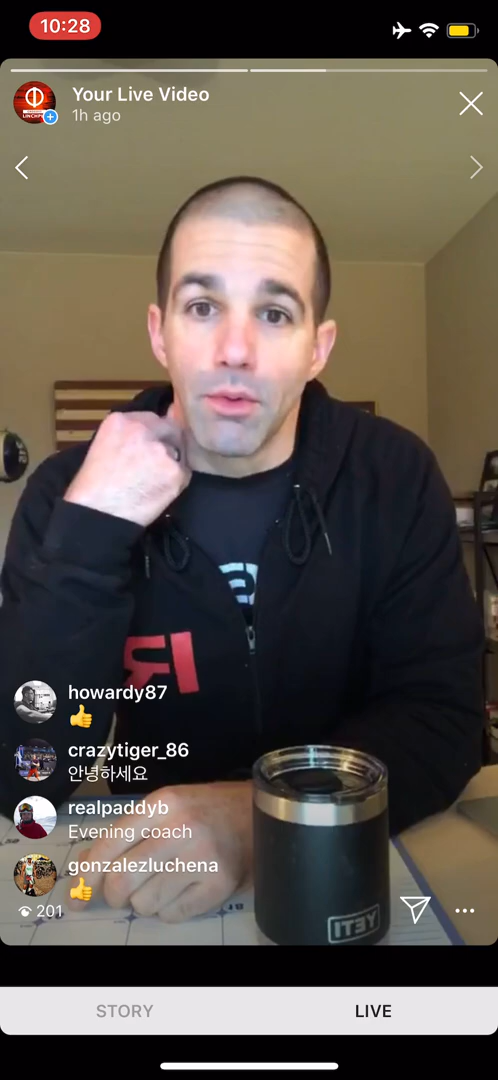 10:28
Your Live Video
1h ago
howardy87
👍
crazytiger_86
안녕하세요
realpaddyb
Evening coach
gonzalezluchena
👍
201
YETI
STORY
LIVE